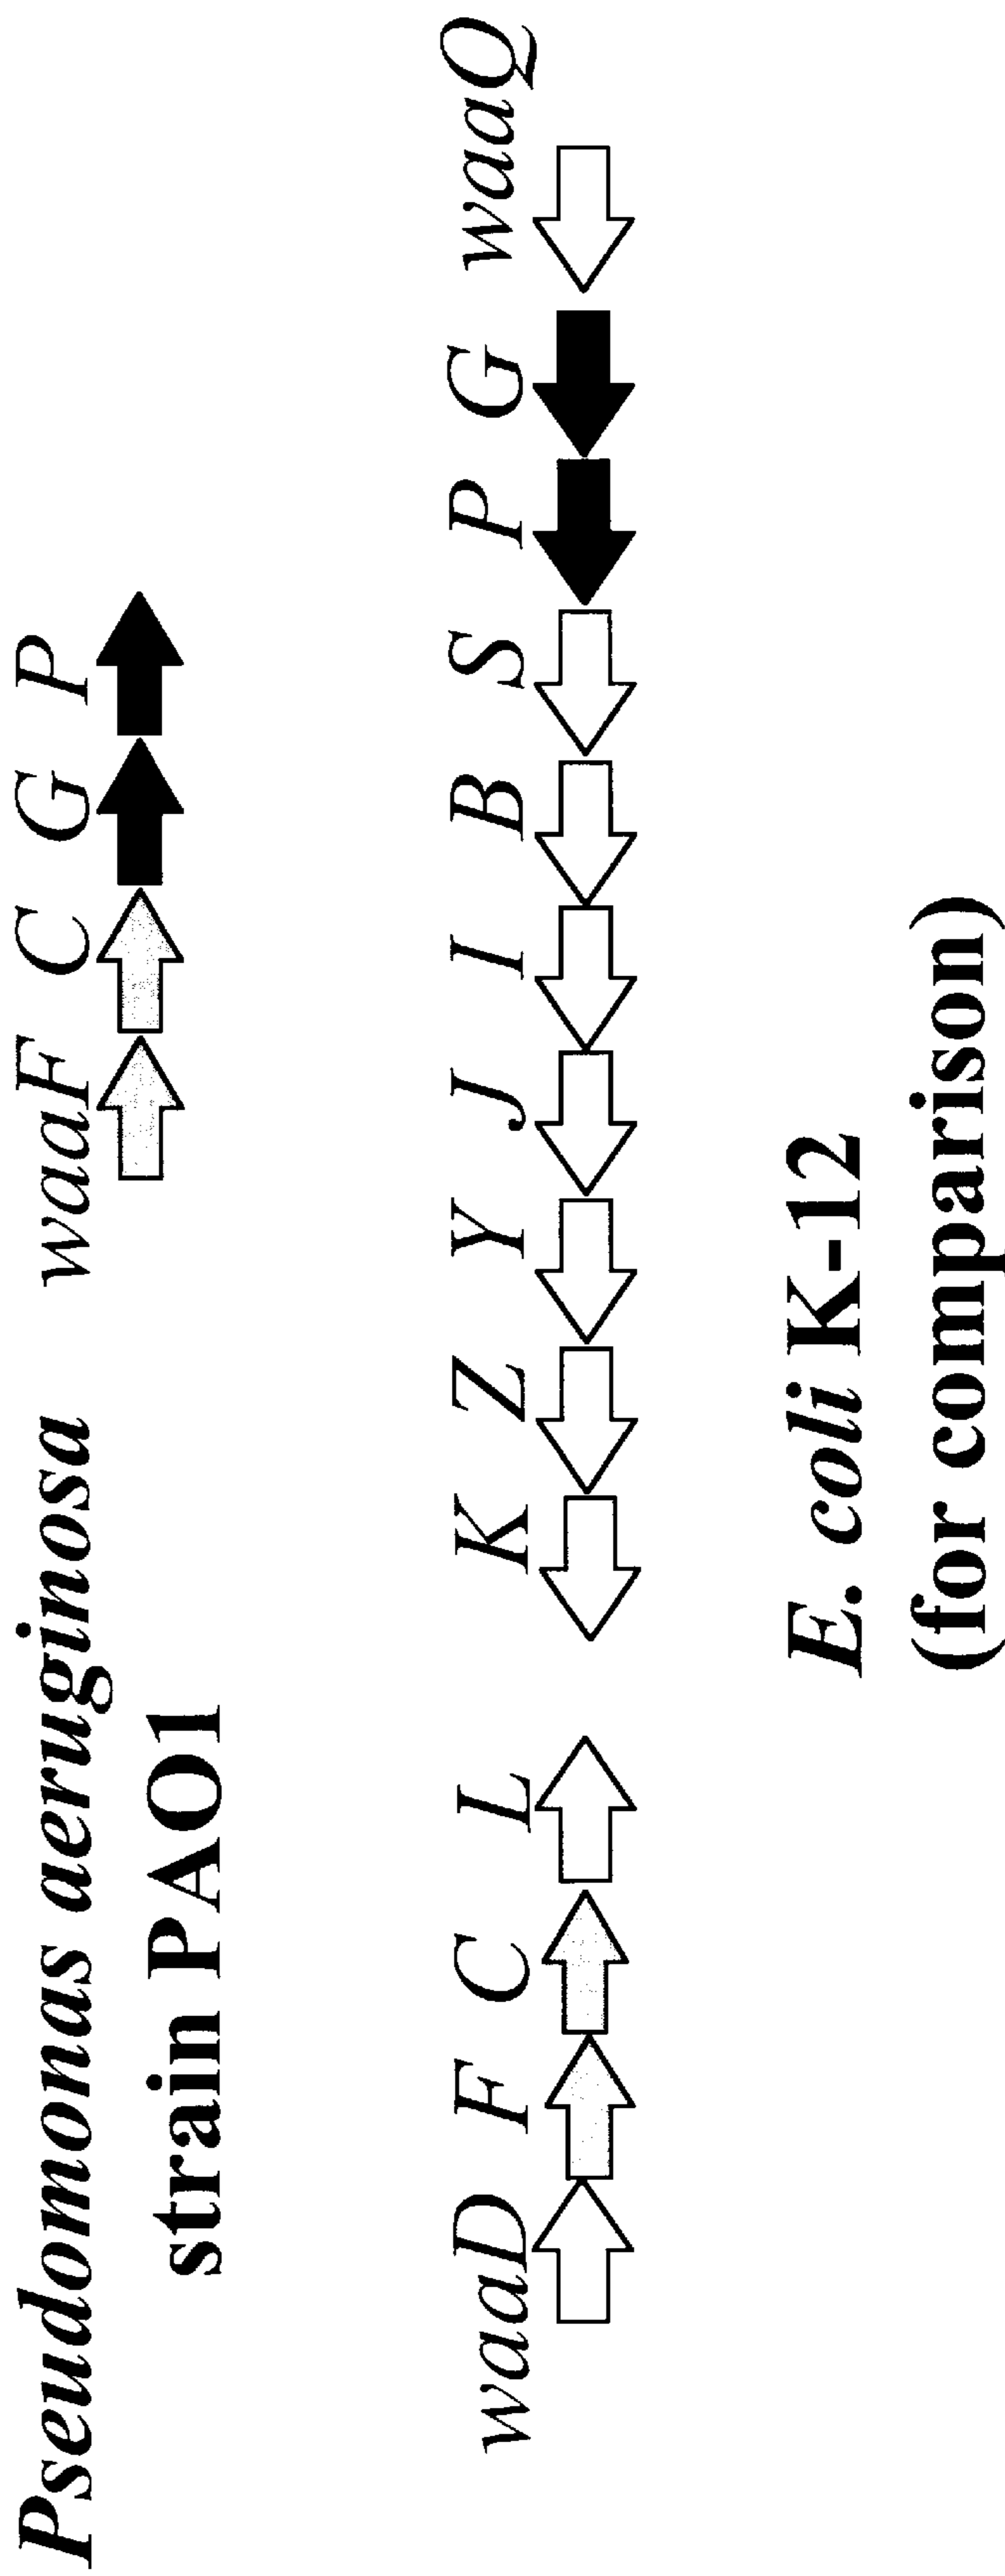 Pseudomonas aeruginosa waaF C G P
strain PAO1
waaD F C L K Z Y J I B S P G waaQ
E. coli K-12
(for comparison)